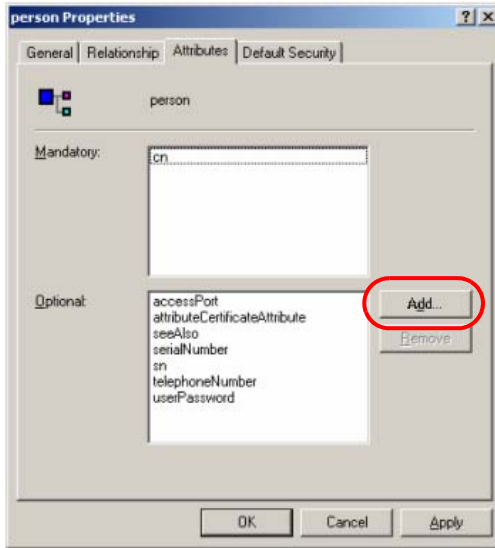 person Properties
General Relationship Attributes Default Security
person
Mandatory:
cn
Optional:
accessPort
attributeCertificateAttribute
seeAlso
serialNumber
sn
telephoneNumber
userPassword
Add...
Remove
OK Cancel Apply